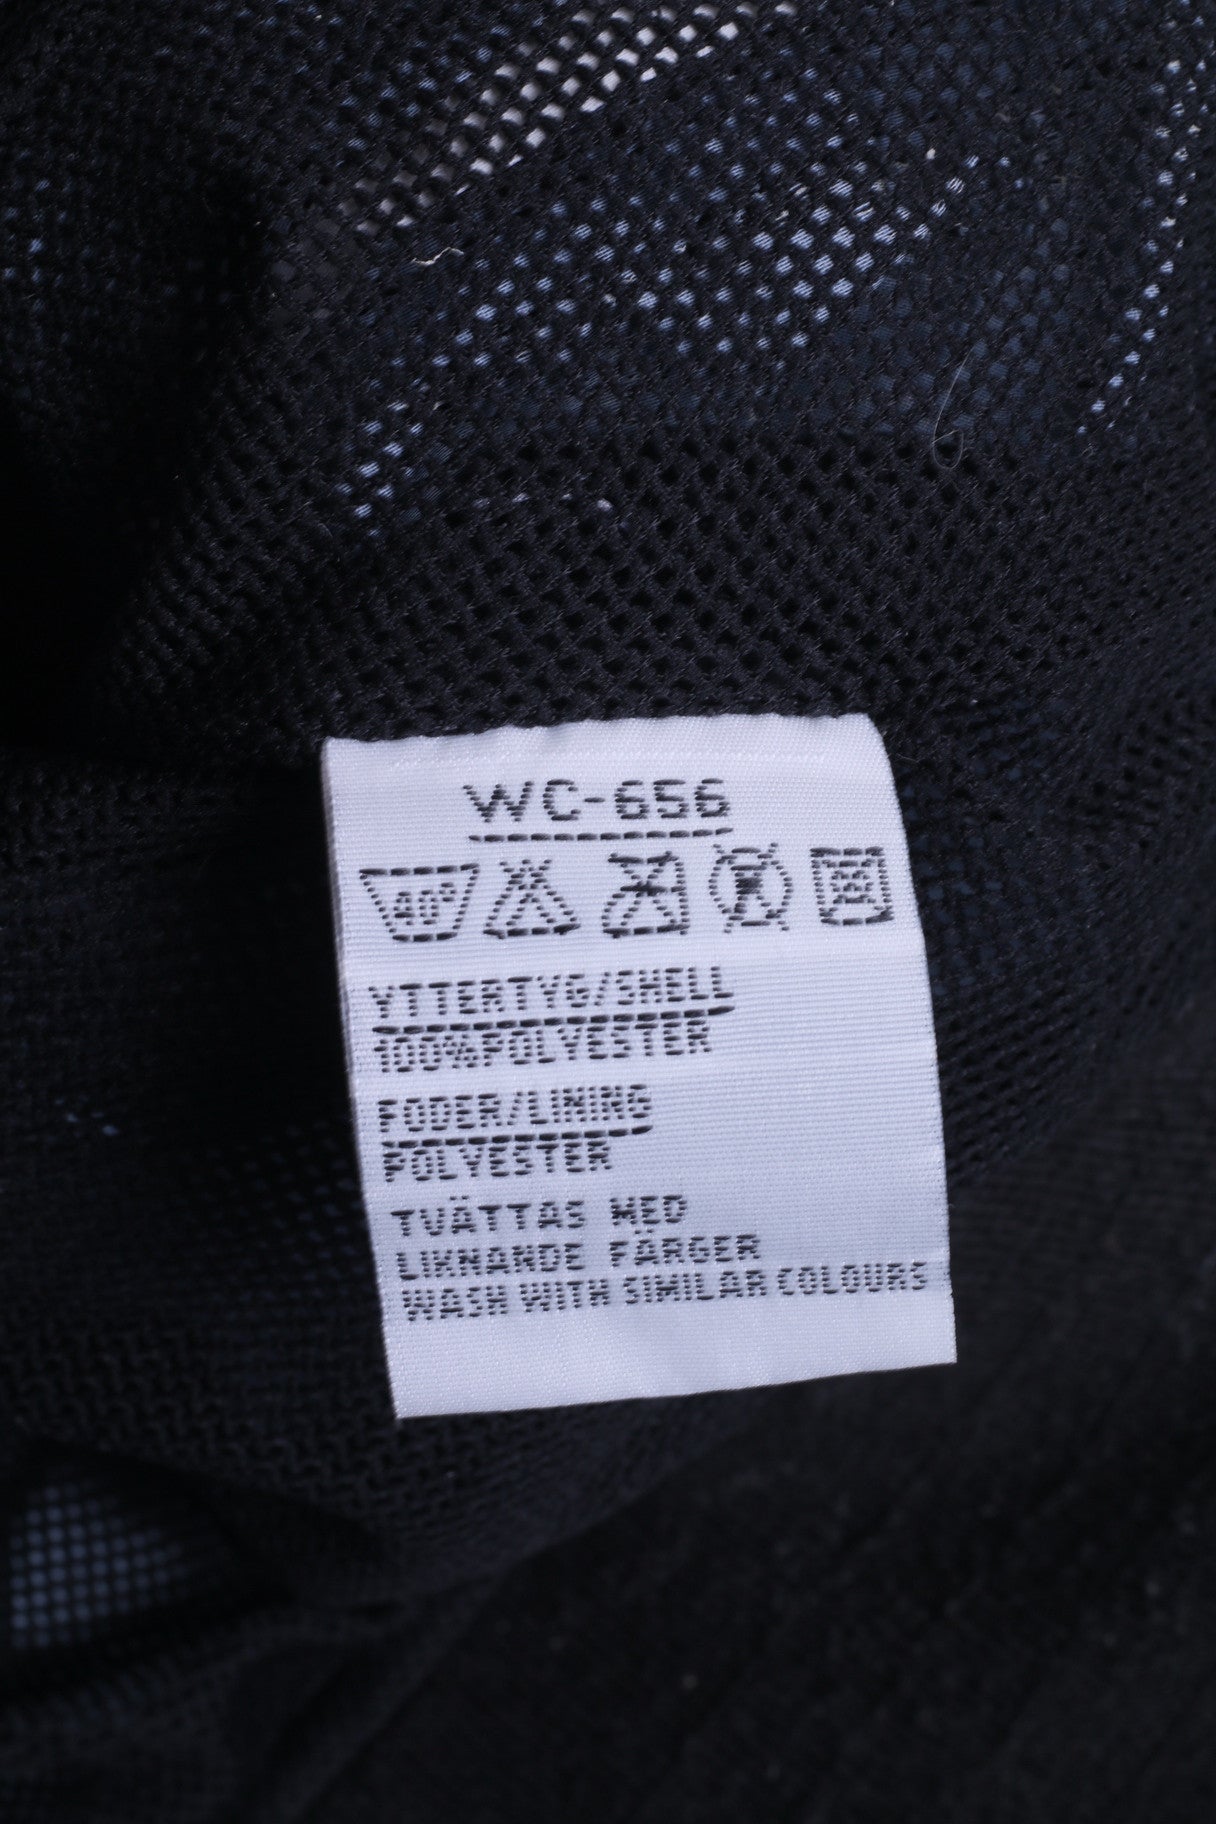 WC-656
40°
YTTERTYG/SHELL
100%POLYESTER
FODER/LINING
POLYESTER
TVÄTTAS MED
LIKNANDE FÄRGER
WASH WITH SIMILAR COLOURS